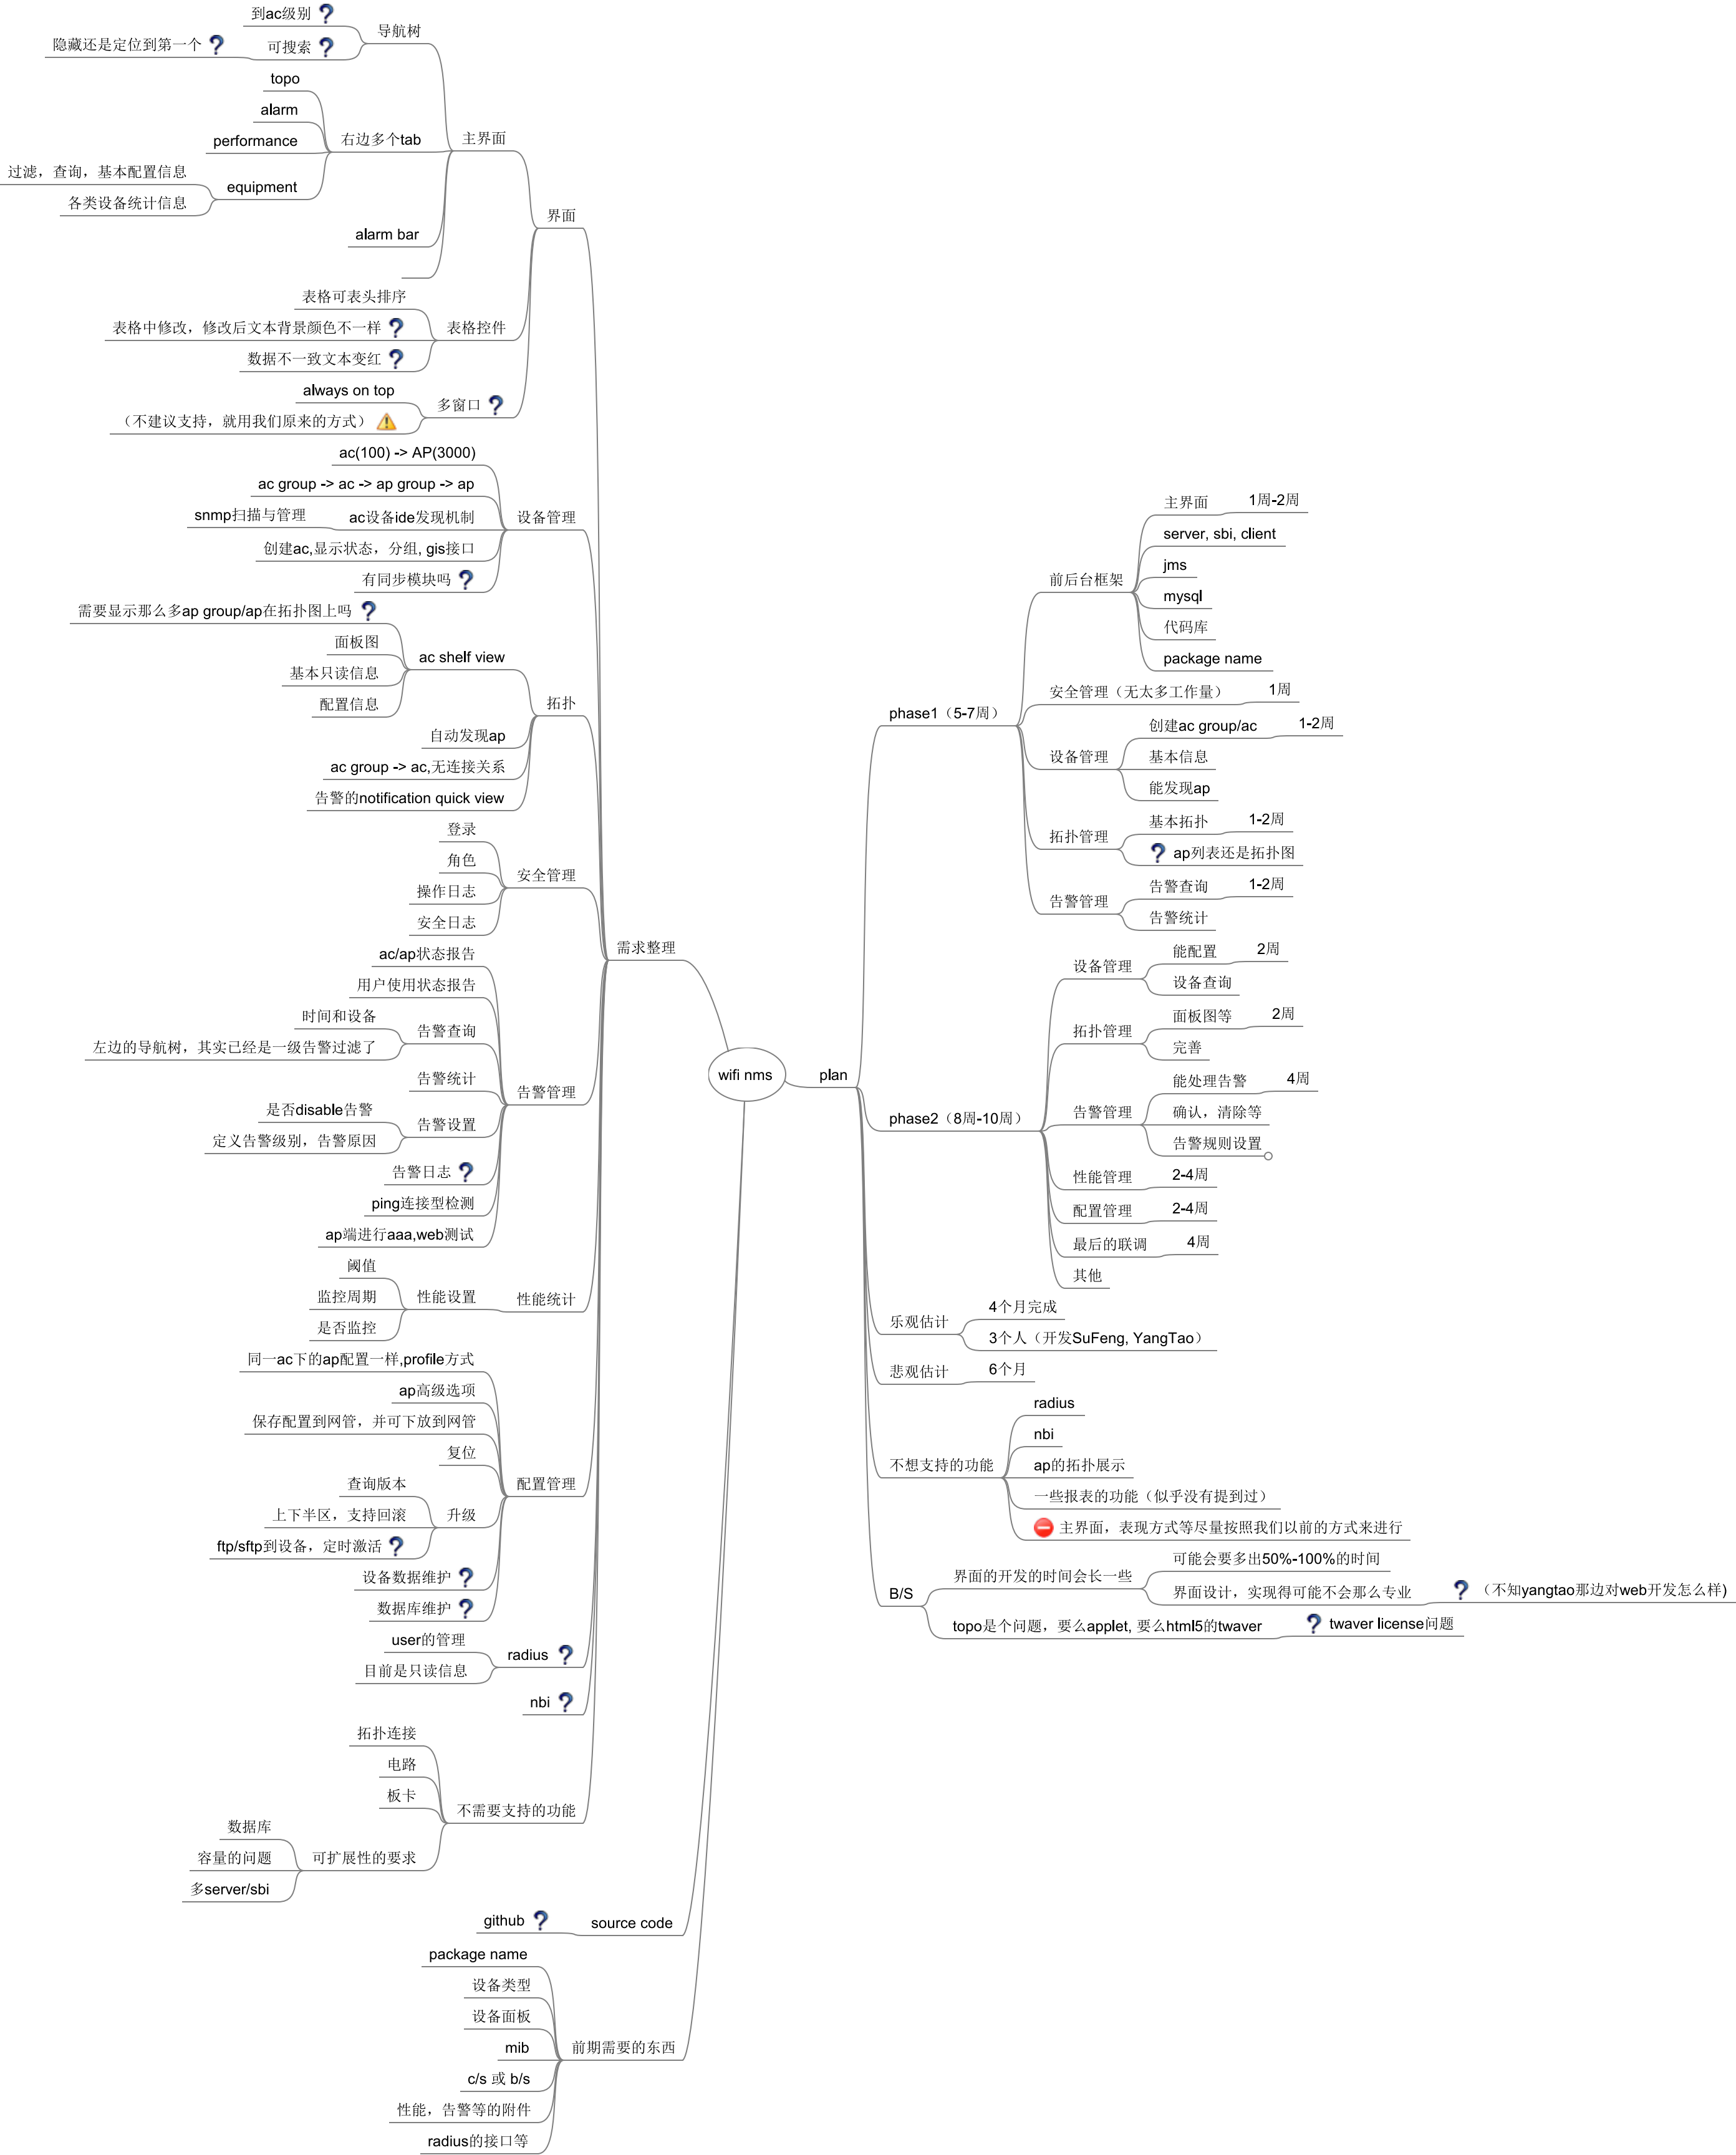 到ac级别
导航树
隐藏还是定位到第一个
可搜索
topo
alarm
performance
右边多个tab
主界面
过滤，查询，基本配置信息
equipment
各类设备统计信息
界面
alarm bar
表格可表头排序
表格中修改，修改后文本背景颜色不一样
表格控件
数据不一致文本变红
always on top
多窗口
（不建议支持，就用我们原来的方式）
ac(100) -> AP(3000)
ac group -> ac -> ap group -> ap
snmp扫描与管理
ac设备ide发现机制
设备管理
创建ac,显示状态，分组, gis接口
有同步模块吗
需要显示那么多ap group/ap在拓扑图上吗
面板图
ac shelf view
基本只读信息
配置信息
拓扑
自动发现ap
ac group -> ac,无连接关系
告警的notification quick view
登录
角色
安全管理
操作日志
安全日志
需求整理
ac/ap状态报告
用户使用状态报告
时间和设备
告警查询
左边的导航树，其实已经是一级告警过滤了
告警统计
告警管理
是否disable告警
告警设置
定义告警级别，告警原因
告警日志
ping连接型检测
ap端进行aaa,web测试
阈值
监控周期
性能设置
性能统计
是否监控
同一ac下的ap配置一样,profile方式
ap高级选项
保存配置到网管，并可下放到网管
复位
配置管理
查询版本
上下半区，支持回滚
升级
ftp/sftp到设备，定时激活
设备数据维护
数据库维护
user的管理
radius
目前是只读信息
nbi
拓扑连接
电路
板卡
不需要支持的功能
数据库
容量的问题
可扩展性的要求
多server/sbi
github
source code
package name
设备类型
设备面板
mib
前期需要的东西
c/s 或 b/s
性能，告警等的附件
radius的接口等
wifi nms
plan
phase1（5-7周）
前后台框架
主界面
1周-2周
server, sbi, client
jms
mysql
代码库
package name
安全管理（无太多工作量）
1周
设备管理
创建ac group/ac
1-2周
基本信息
能发现ap
拓扑管理
基本拓扑
1-2周
ap列表还是拓扑图
告警管理
告警查询
1-2周
告警统计
phase2（8周-10周）
设备管理
能配置
2周
设备查询
拓扑管理
面板图等
2周
完善
告警管理
能处理告警
4周
确认，清除等
告警规则设置
性能管理
2-4周
配置管理
2-4周
最后的联调
4周
其他
乐观估计
4个月完成
3个人（开发SuFeng, YangTao）
悲观估计
6个月
不想支持的功能
radius
nbi
ap的拓扑展示
一些报表的功能（似乎没有提到过）
主界面，表现方式等尽量按照我们以前的方式来进行
B/S
界面的开发的时间会长一些
可能会要多出50%-100%的时间
界面设计，实现得可能不会那么专业
（不知yangtao那边对web开发怎么样)
topo是个问题，要么applet, 要么html5的twaver
twaver license问题